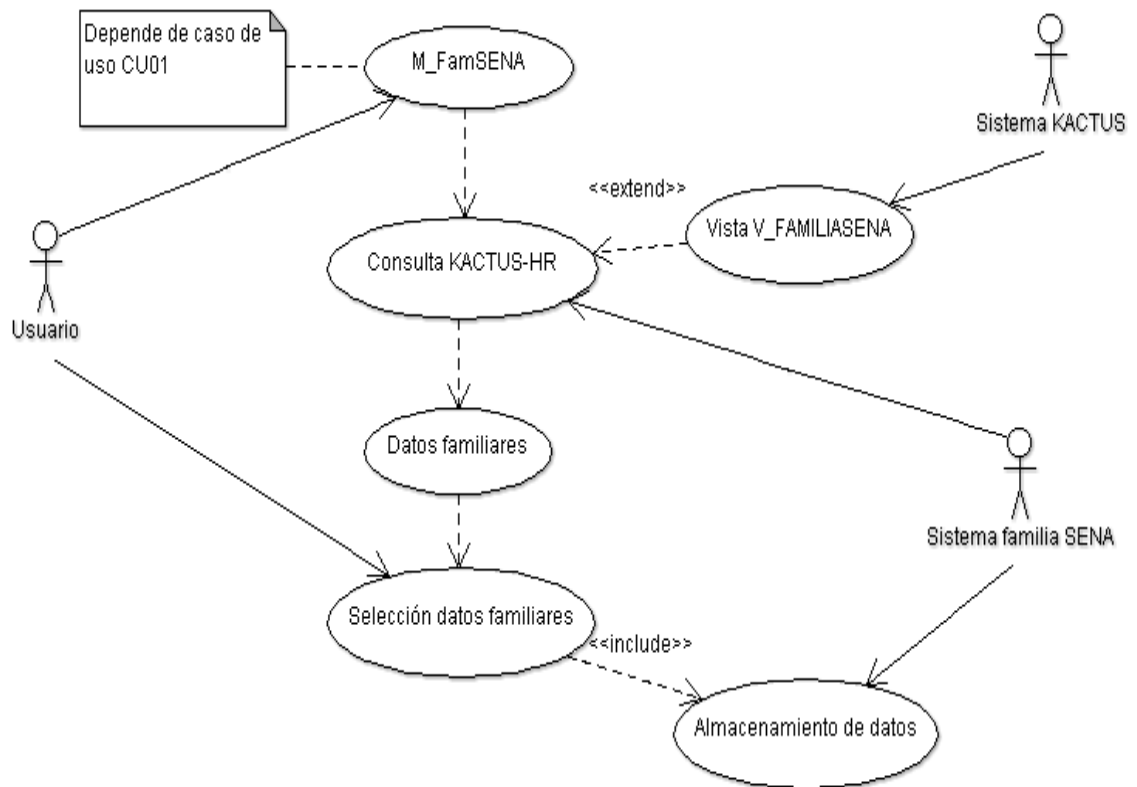 Depende de caso de
uso CU01
M_FamSENA
Sistema KACTUS
<<extend>>
Vista V_FAMILIASENA
Consulta KACTUS-HR
Usuario
Datos familiares
Sistema familia SENA
Selección datos familiares
<<include>>
Almacenamiento de datos